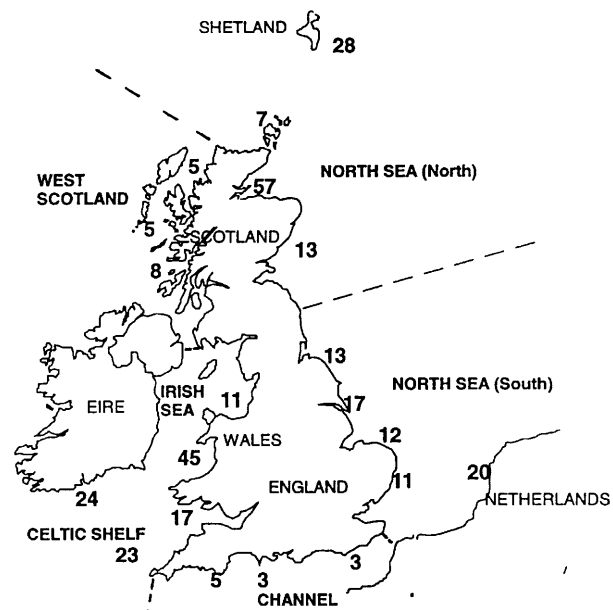 SHETLAND
28
7
5
NORTH SEA (North)
WEST
SCOTLAND
57
5
SCOTLAND
13
8
13
IRISH
SEA
11
NORTH SEA (South)
EIRE
17
12
WALES
45
20
11
ENGLAND
24
NETHERLANDS
17
CELTIC SHELF
23
3
5
3
CHANNEL